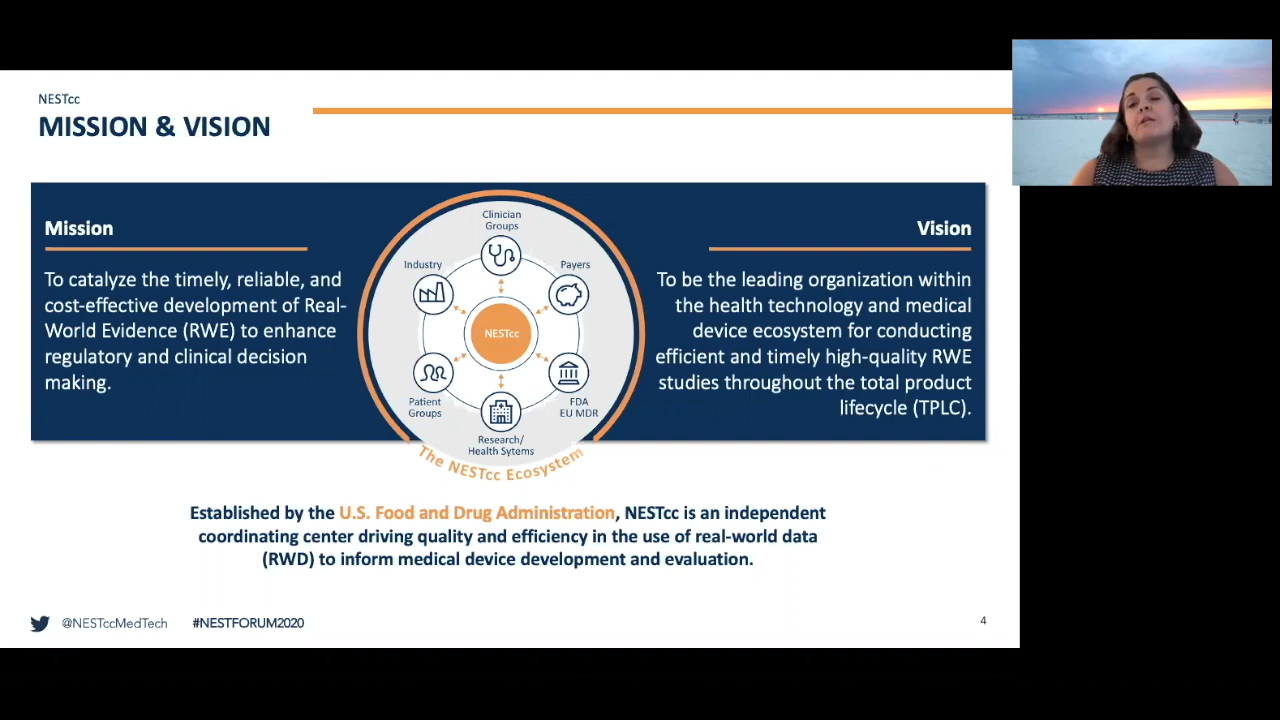 NESTcc
MISSION & VISION
Mission
To catalyze the timely, reliable, and
cost-effective development of Real-
World Evidence (RWE) to enhance
regulatory and clinical decision
making.
Clinician
Groups
Industry
Payers
NESTcc
Patient
Groups
FDA
EU MDR
Research/
Health Sytems
The NESTcc Ecosystem
Vision
To be the leading organization within
the health technology and medical
device ecosystem for conducting
efficient and timely high-quality RWE
studies throughout the total product
lifecycle (TPLC).
Established by the U.S. Food and Drug Administration, NESTcc is an independent
coordinating center driving quality and efficiency in the use of real-world data
(RWD) to inform medical device development and evaluation.
@NESTccMedTech #NESTFORUM2020
4